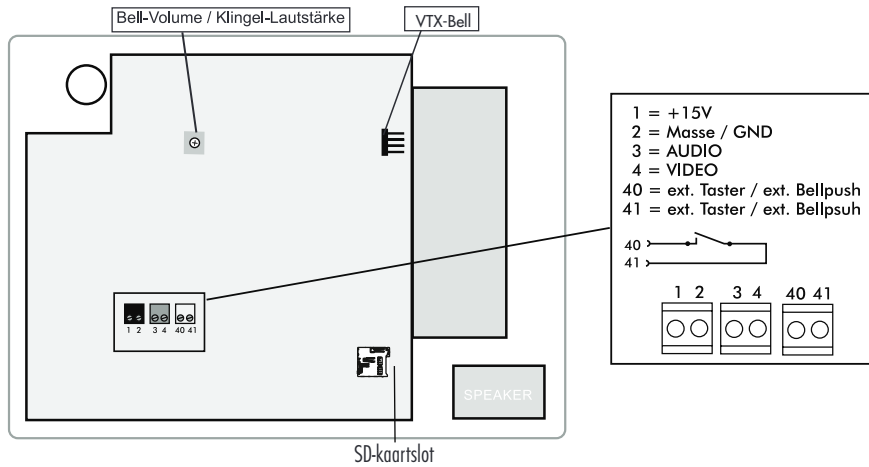 Bell-Volume / Klingel-Lautstärke
VTX-Bell
1 2 3 4 40 41
SPEAKER
SD-kaartslot
1 = +15V
2 = Masse / GND
3 = AUDIO
4 = VIDEO
40 = ext. Taster / ext. Bellpush
41 = ext. Taster / ext. Bellpsuh
40
41
1 2 3 4 40 41